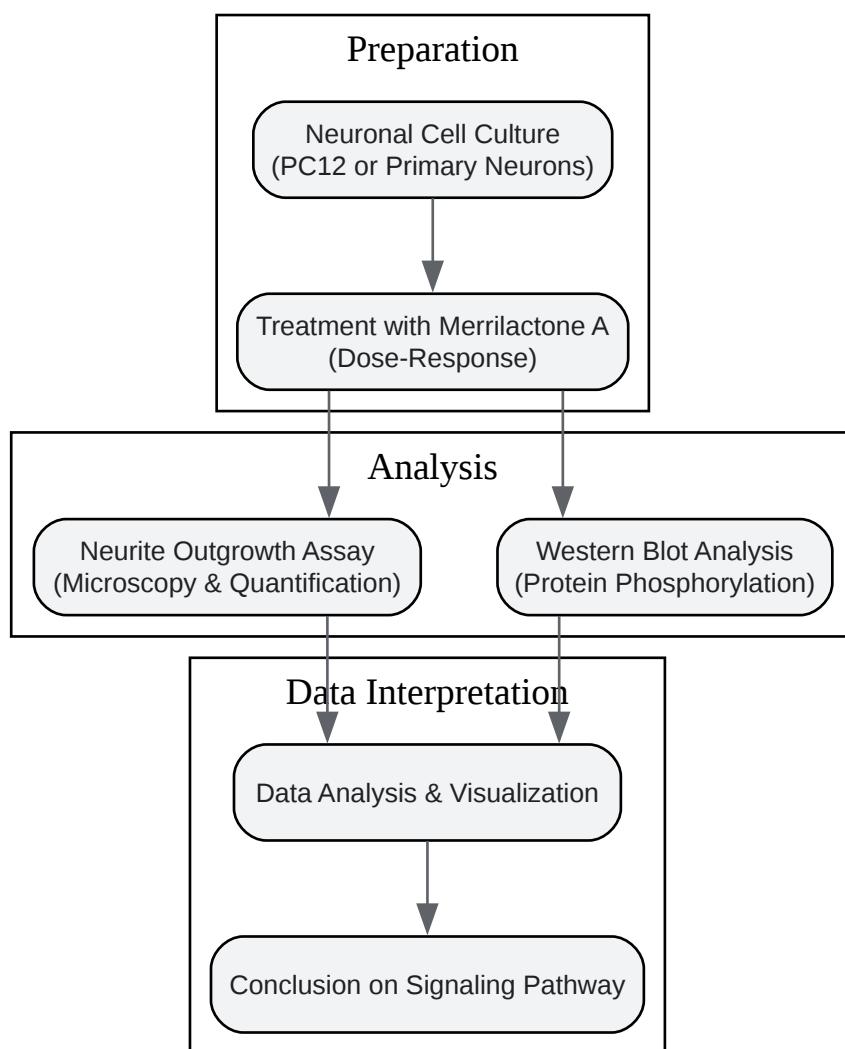 Preparation
Neuronal Cell Culture
(PC12 or Primary Neurons)
Treatment with Merrilactone A
(Dose-Response)
Analysis
Neurite Outgrowth Assay
(Microscopy & Quantification)
Western Blot Analysis
(Protein Phosphorylation)
Data Interpretation
Data Analysis & Visualization
Conclusion on Signaling Pathway